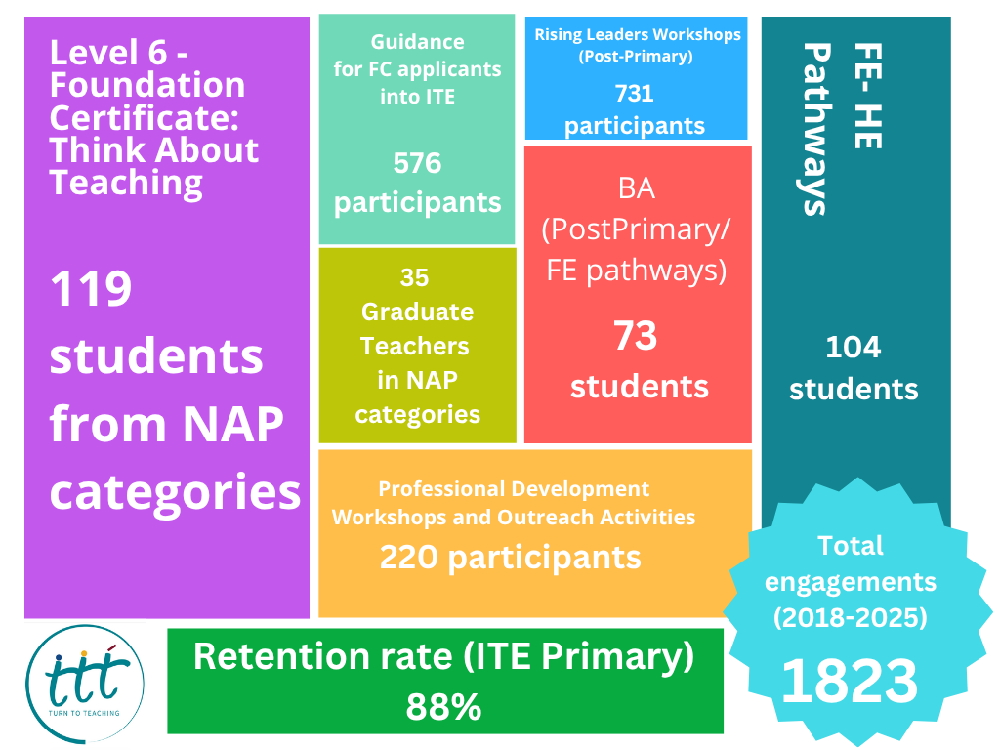 Level 6 -
Foundation
Certificate:
Think About
Teaching
119
students
from NAP
categories
Guidance
for FC applicants
into ITE
576
participants
Rising Leaders Workshops
(Post-Primary)
731
participants
35
Graduate
Teachers
in NAP
categories
BA
(PostPrimary/
FE pathways)
73
students
FE- HE
Pathways
104
students
Professional Development
Workshops and Outreach Activities
220 participants
Total
engagements
(2018-2025)
1823
ttt
TURN TO TEACHING
Retention rate (ITE Primary)
88%